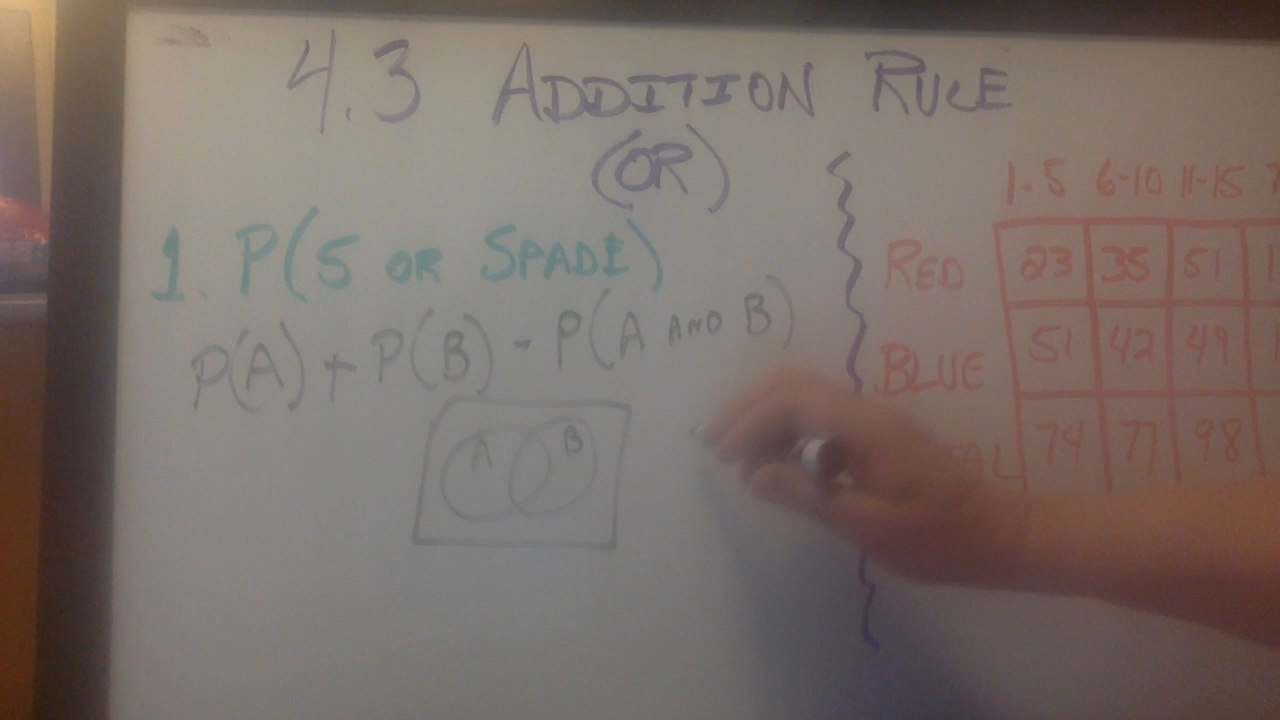 4.3 ADDITION RULE
(OR)
1. P(5 OR SPADE)
P(A) + P(B) - P(A AND B)
A B
1-5 6-10 11-15
RED 23 35 51
BLUE 51 42 49
74 77 98